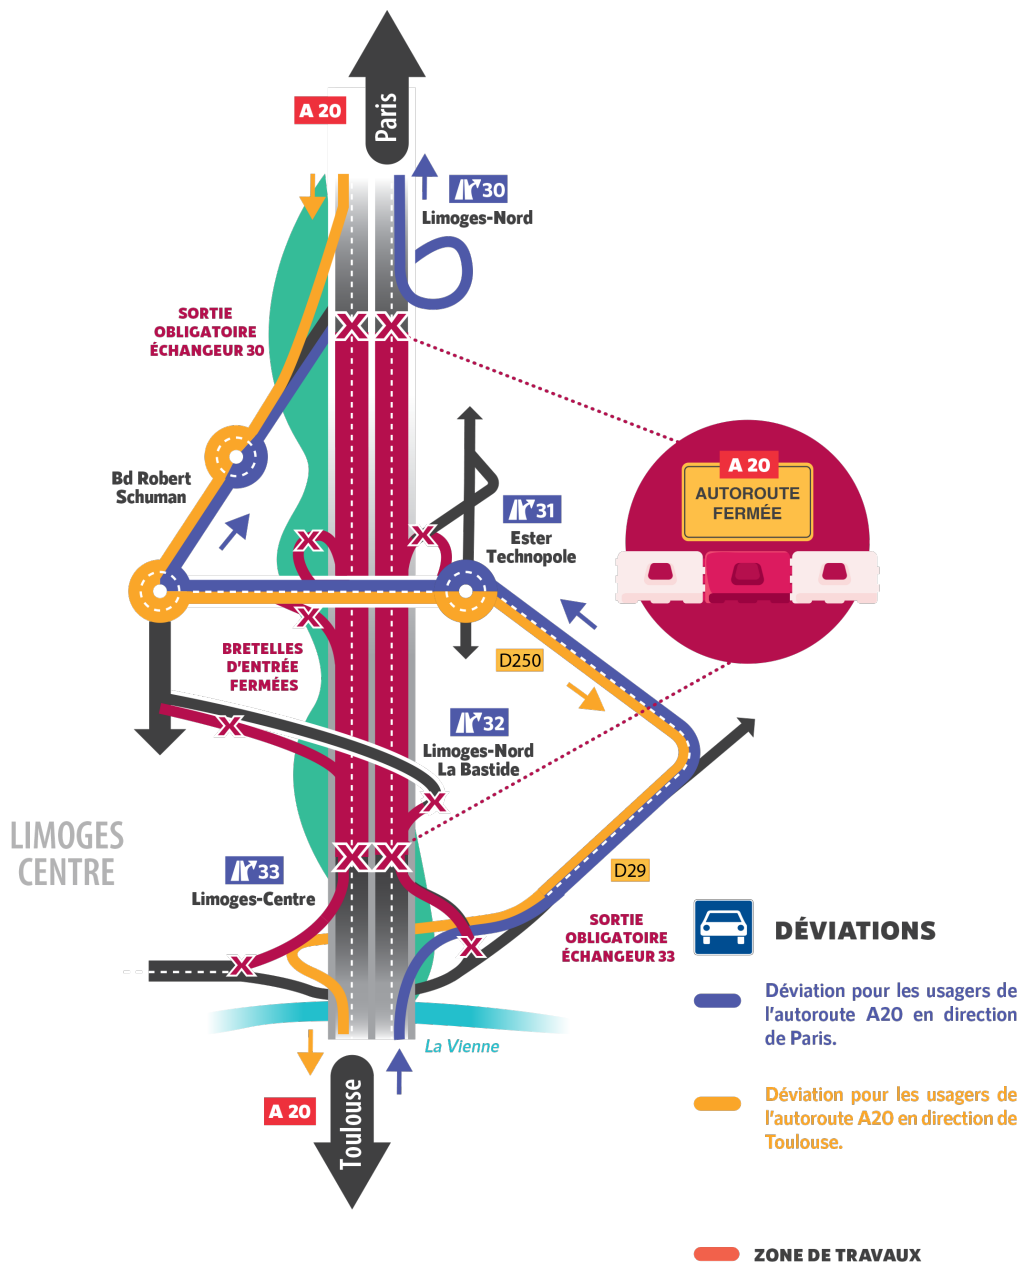 Paris
A 20
30
Limoges-Nord
SORTIE
OBLIGATOIRE
ÉCHANGEUR 30
A 20
AUTOROUTE
FERMÉE
Bd Robert
Schuman
31
Ester
Technopole
BRETELLES
D'ENTRÉE
FERMÉES
D250
32
Limoges-Nord
La Bastide
LIMOGES
CENTRE
33
Limoges-Centre
D29
SORTIE
OBLIGATOIRE
ÉCHANGEUR 33
DÉVIATIONS
Déviation pour les usagers de
l'autoroute A20 en direction
de Paris.
La Vienne
A 20
Toulouse
Déviation pour les usagers de
l'autoroute A20 en direction de
Toulouse.
ZONE DE TRAVAUX